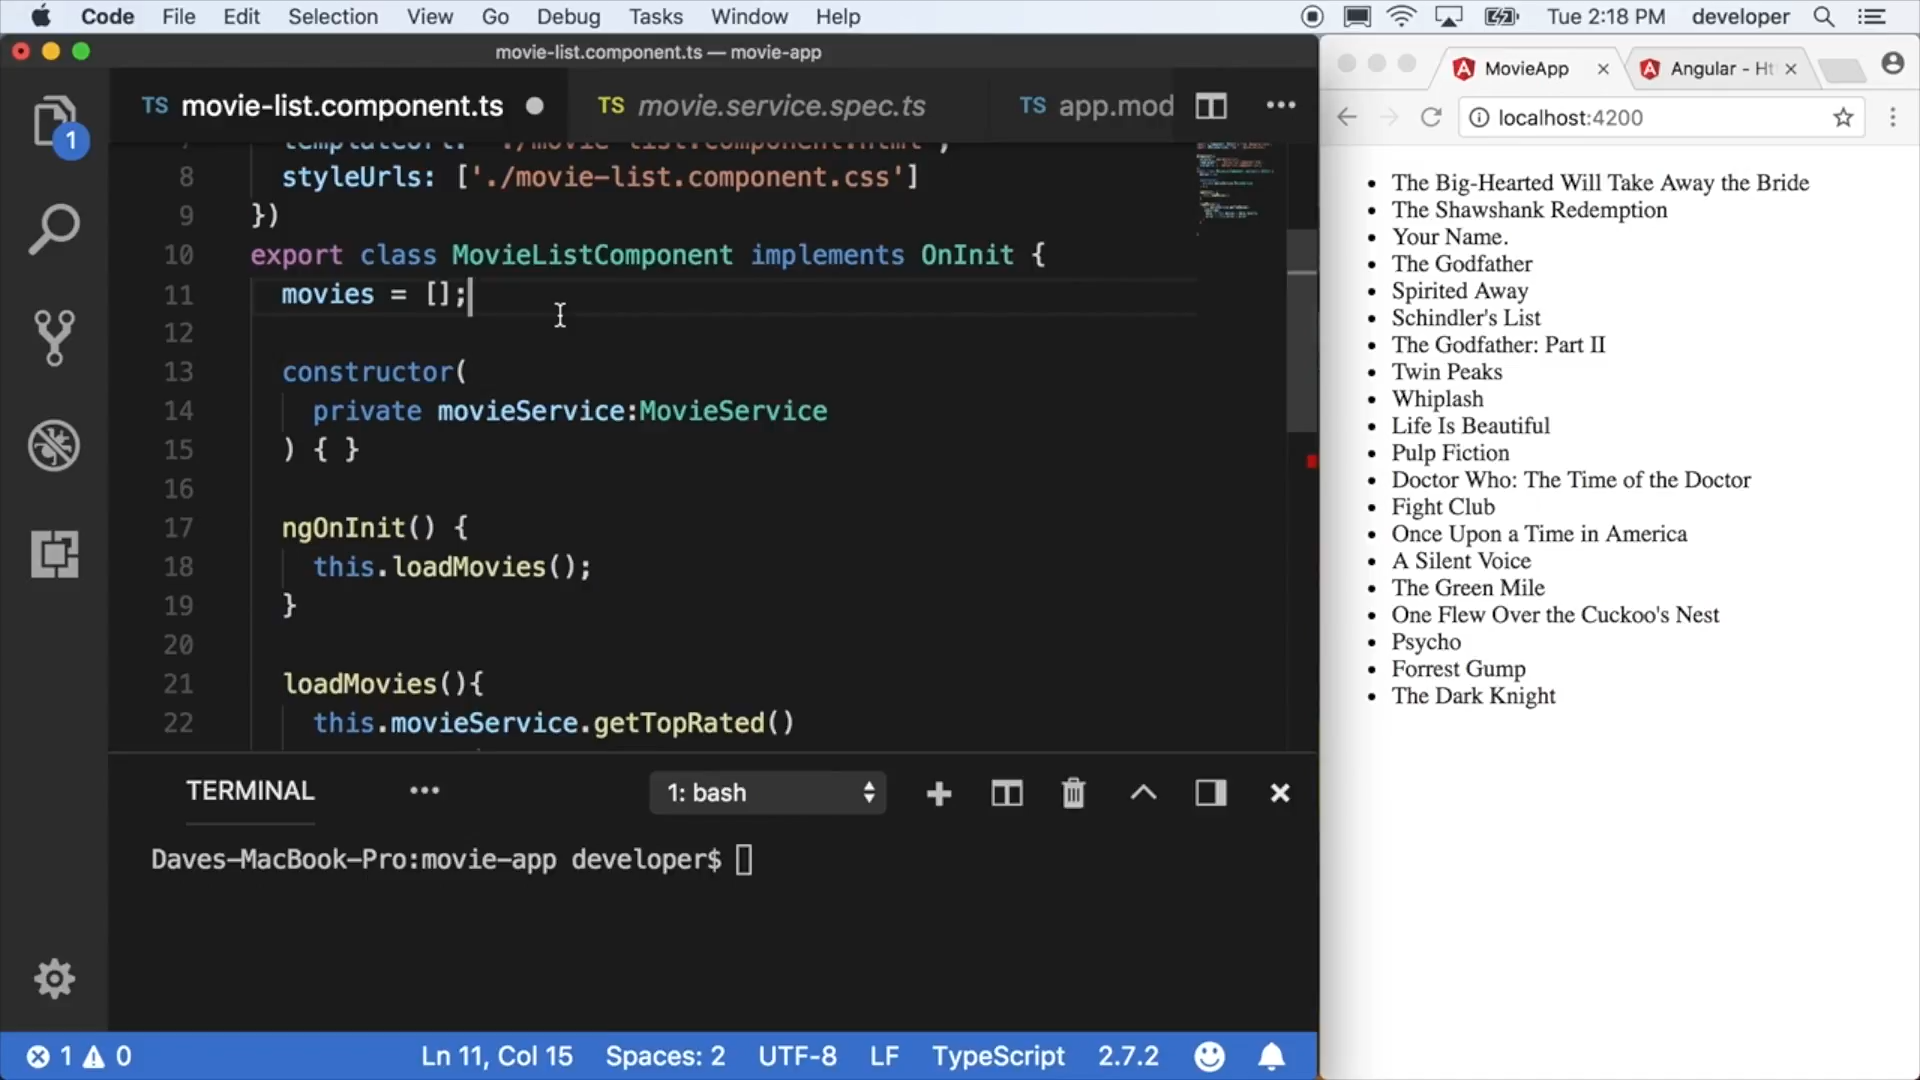 Code File Edit Selection View Go Debug Tasks Window Help
Tue 2:18 PM developer
movie-list.component.ts — movie-app
TS movie-list.component.ts
TS movie.service.spec.ts
TS app.mod
1
8 styleUrls: ['./movie-list.component.css']
9 })
10 export class MovieListComponent implements OnInit {
11 movies = [];
12
13 constructor(
14 private movieService:MovieService
15 ) { }
16
17 ngOnInit() {
18 this.loadMovies();
19 }
20
21 loadMovies(){
22 this.movieService.getTopRated()
TERMINAL
1: bash
Daves-MacBook-Pro:movie-app developer$
1 0 Ln 11, Col 15 Spaces: 2 UTF-8 LF TypeScript 2.7.2
MovieApp
Angular - Ht
localhost:4200
The Big-Hearted Will Take Away the Bride
The Shawshank Redemption
Your Name.
The Godfather
Spirited Away
Schindler's List
The Godfather: Part II
Twin Peaks
Whiplash
Life Is Beautiful
Pulp Fiction
Doctor Who: The Time of the Doctor
Fight Club
Once Upon a Time in America
A Silent Voice
The Green Mile
One Flew Over the Cuckoo's Nest
Psycho
Forrest Gump
The Dark Knight